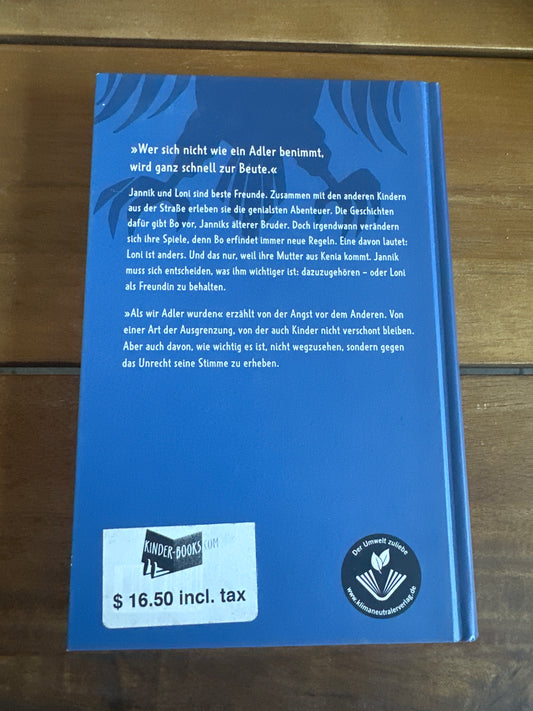 »Wer sich nicht wie ein Adler benimmt,
wird ganz schnell zur Beute.«
Jannik und Loni sind beste Freunde. Zusammen mit den anderen Kindern
aus der Straße erleben sie die genialsten Abenteuer. Die Geschichten
dafür gibt Bo vor, Janniks älterer Bruder. Doch irgendwann verändern
sich ihre Spiele, denn Bo erfindet immer neue Regeln. Eine davon lautet:
Loni ist anders. Und das nur, weil ihre Mutter aus Kenia kommt. Jannik
muss sich entscheiden, was ihm wichtiger ist: dazuzugehören – oder Loni
als Freundin zu behalten.
»Als wir Adler wurden« erzählt von der Angst vor dem Anderen. Von
einer Art der Ausgrenzung, von der auch Kinder nicht verschont bleiben.
Aber auch davon, wie wichtig es ist, nicht wegzusehen, sondern gegen
das Unrecht seine Stimme zu erheben.
KINDER-BOOKS.COM
$ 16.50 incl. tax
Der Umwelt zuliebe
www.klimaneutralerverlag.de